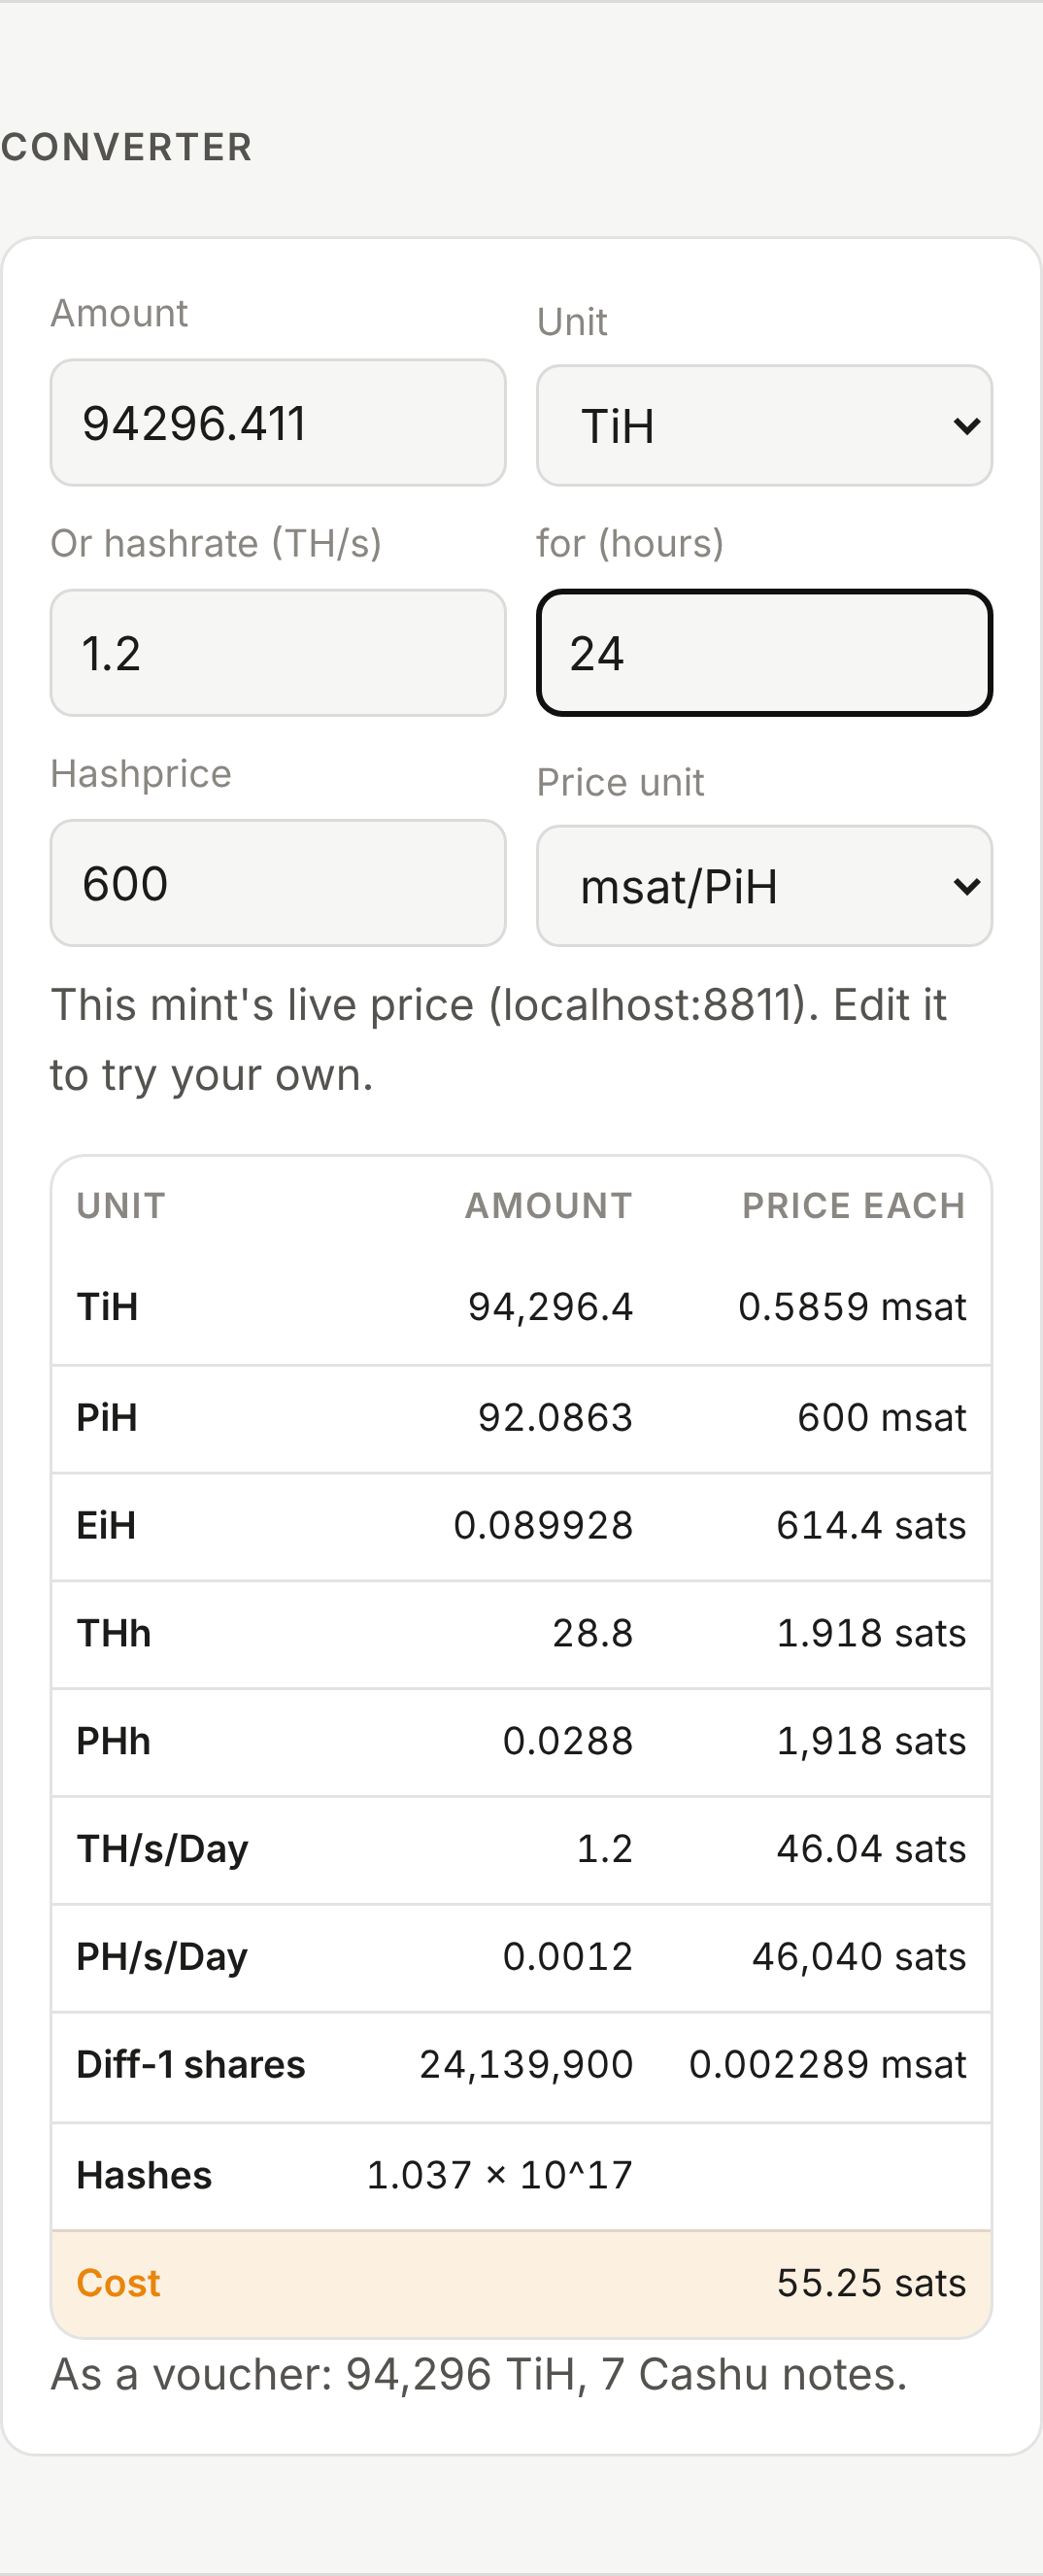 CONVERTER
Amount
Unit
94296.411
TiH
Or hashrate (TH/s)
for (hours)
1.2
24
Hashprice
Price unit
600
msat/PiH
This mint's live price (localhost:8811). Edit it
to try your own.
UNIT AMOUNT PRICE EACH
TiH 94,296.4 0.5859 msat
PiH 92.0863 600 msat
EiH 0.089928 614.4 sats
THh 28.8 1.918 sats
PHh 0.0288 1,918 sats
TH/s/Day 1.2 46.04 sats
PH/s/Day 0.0012 46,040 sats
Diff-1 shares 24,139,900 0.002289 msat
Hashes 1.037 × 10^17
Cost 55.25 sats
As a voucher: 94,296 TiH, 7 Cashu notes.